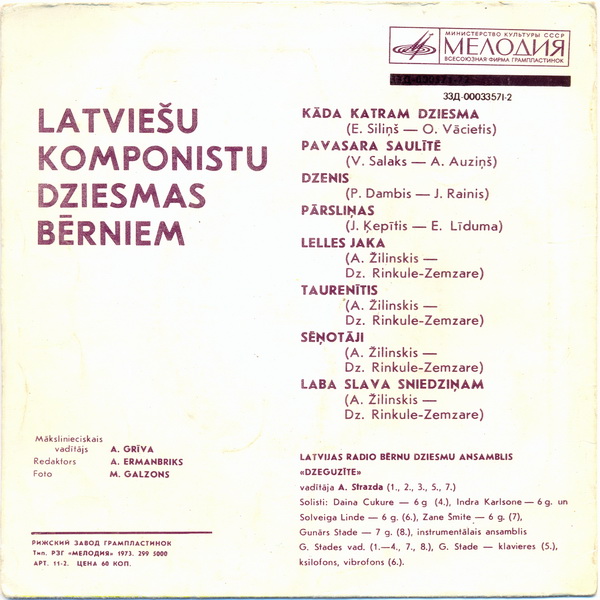 МИНИСТЕРСТВО КУЛЬТУРЫ СССР
МЕЛОДИЯ
ВСЕСОЮЗНАЯ ФИРМА ГРАМПЛАСТИНОК
33Д-00033571-2
LATVIEŠU
KOMPONISTU
DZIESMAS
BĒRNIEM
KĀDA KATRAM DZIESMA
(E. Siliņš — O. Vācietis)
PAVASARA SAULĪTĒ
(V. Salaks — A. Auziņš)
DZENIS
(P. Dambis — J. Rainis)
PĀRSLIŅAS
(J. Ķepītis — E. Līduma)
LELLES JAKA
(A. Žilinskis —
Dz. Rinkule-Zemzare)
TAURENĪTIS
(A. Žilinskis —
Dz. Rinkule-Zemzare)
SĒŅOTĀJI
(A. Žilinskis —
Dz. Rinkule-Zemzare)
LABA SLAVA SNIEDZIŅAM
(A. Žilinskis —
Dz. Rinkule-Zemzare)
Mākslinieciskais
vadītājs A. GRĪVA
Redaktors A. ERMANBRIKS
Foto M. GALZONS
LATVIJAS RADIO BĒRNU DZIESMU ANSAMBLIS
«DZEGUZĪTE»
vadītāja A. Strazda (1., 2., 3., 5., 7.)
Solisti: Daina Cukure — 6 g (4.), Indra Karlsone — 6 g. un
Solveiga Linde — 6 g. (6.), Zane Šmite — 6 g. (7),
Gunārs Stade — 7 g. (8.), instrumentālais ansamblis
G. Stades vad. (1.—4., 7., 8.), G. Stade — klavieres (5.),
ksilofons, vibrofons (6.).
РИЖСКИЙ ЗАВОД ГРАМПЛАСТИНОК
Тип. РЗГ «МЕЛОДИЯ» 1973. 299 5000
АРТ. 11-2. ЦЕНА 60 КОП.